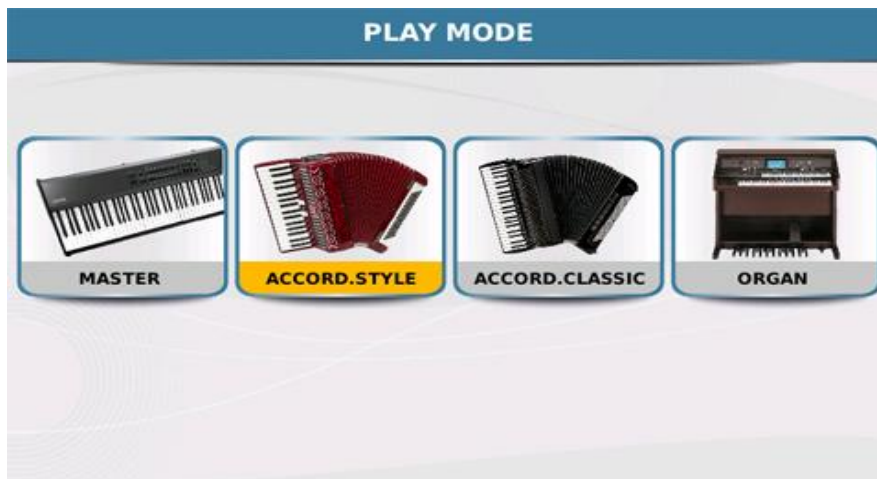 PLAY MODE
MASTER
ACCORD.STYLE
ACCORD.CLASSIC
ORGAN